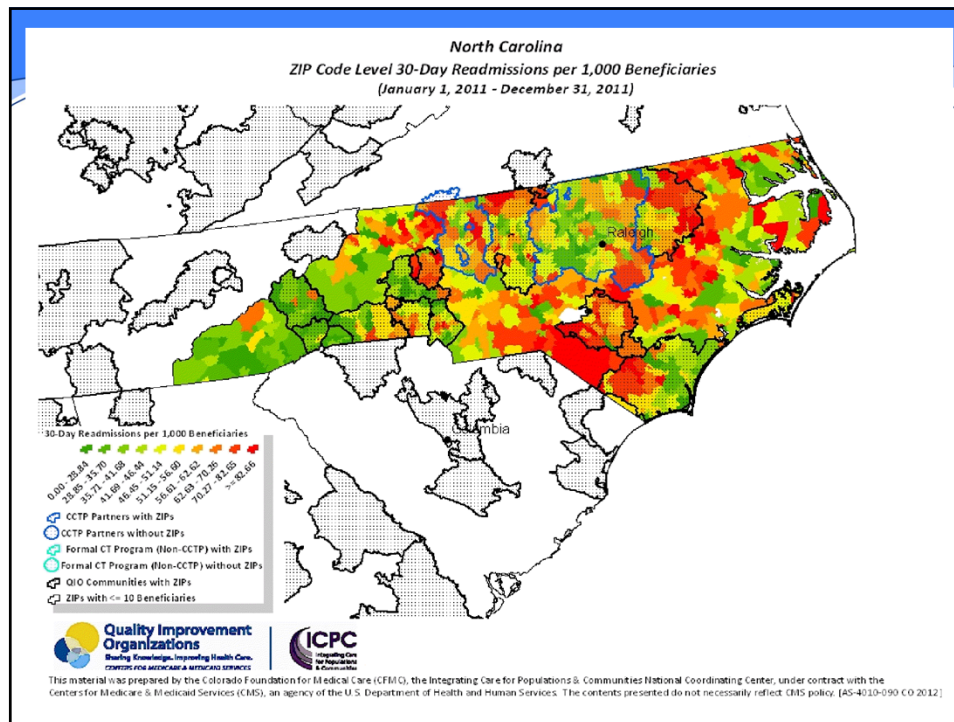 North Carolina
ZIP Code Level 30-Day Readmissions per 1,000 Beneficiaries
(January 1, 2011 - December 31, 2011)
Raleigh
Columbia
30-Day Readmissions per 1,000 Beneficiaries
0.00 - 28.84
28.85 - 35.70
35.71 - 41.68
41.69 - 46.44
46.45 - 51.14
51.15 - 56.60
56.61 - 62.62
62.63 - 70.26
70.27 - 82.65
>= 82.66
CCTP Partners with ZIPs
CCTP Partners without ZIPs
Formal CT Program (Non-CCTP) with ZIPs
Formal CT Program (Non-CCTP) without ZIPs
QIO Communities with ZIPs
ZIPs with <= 10 Beneficiaries
Quality Improvement
Organizations
Sharing Knowledge. Improving Health Care.
CENTERS FOR MEDICARE & MEDICAID SERVICES
ICPC
Integrating Care
for Populations
& Communities
This material was prepared by the Colorado Foundation for Medical Care (CFMC), the Integrating Care for Populations & Communities National Coordinating Center, under contract with the
Centers for Medicare & Medicaid Services (CMS), an agency of the U.S. Department of Health and Human Services. The contents presented do not necessarily reflect CMS policy. [AS-4010-090 CO 2012]